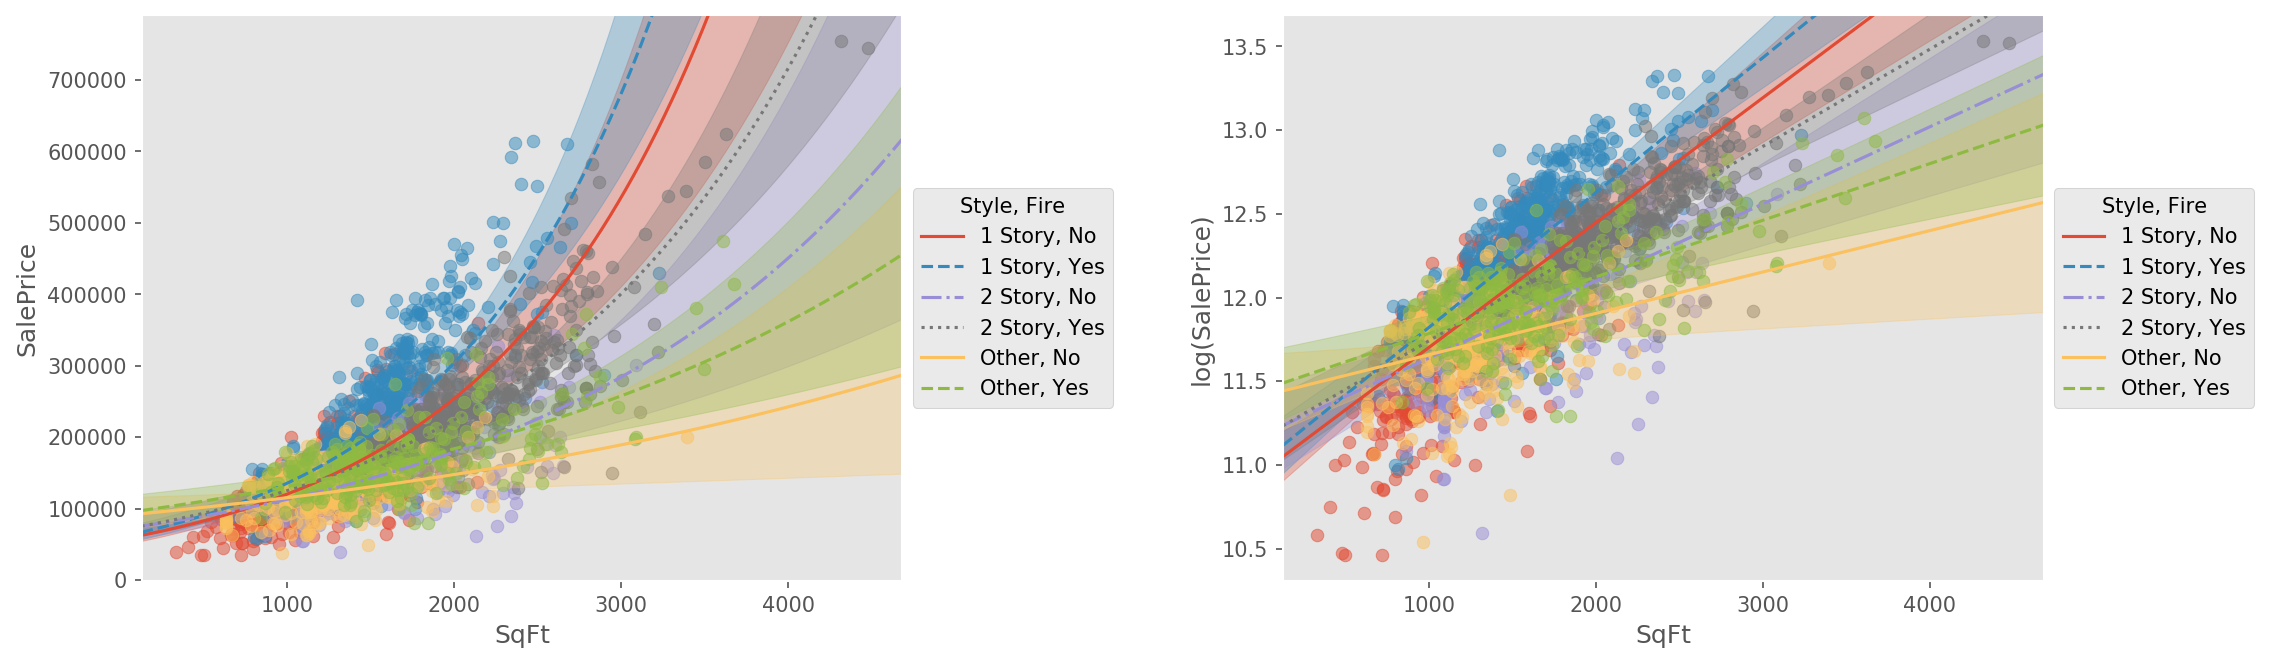 SalePrice
700000
600000
500000
400000
300000
200000
100000
0
1000 2000 3000 4000
SqFt
Style, Fire
1 Story, No
1 Story, Yes
2 Story, No
2 Story, Yes
Other, No
Other, Yes
log(SalePrice)
13.5
13.0
12.5
12.0
11.5
11.0
10.5
1000 2000 3000 4000
SqFt
Style, Fire
1 Story, No
1 Story, Yes
2 Story, No
2 Story, Yes
Other, No
Other, Yes